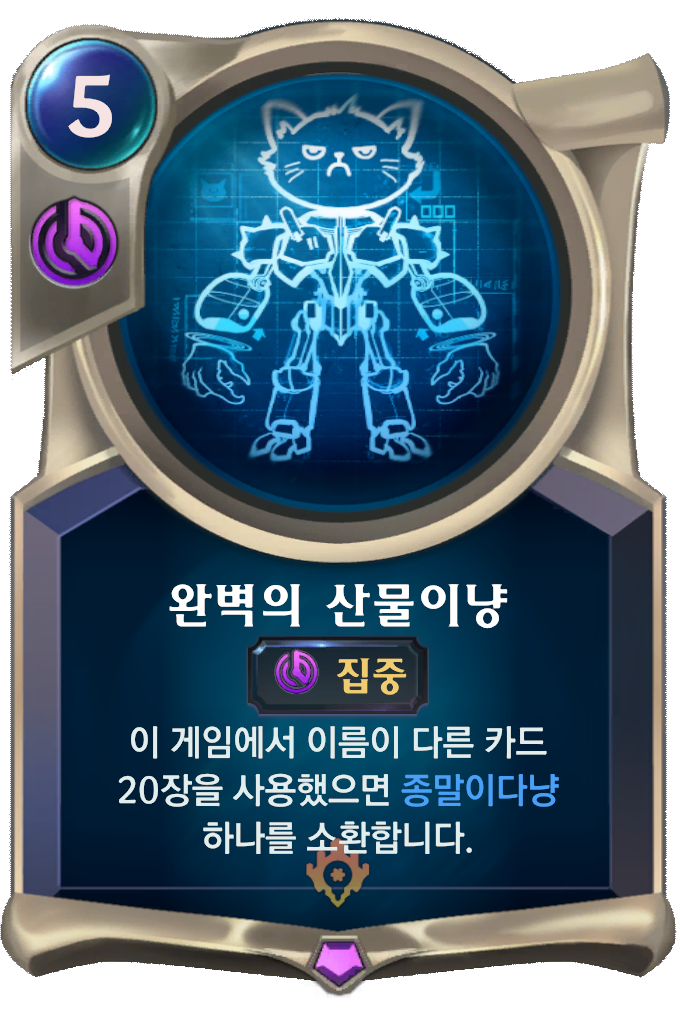 5
완벽의 산물이냥
집중
이 게임에서 이름이 다른 카드
20장을 사용했으면 종말이다냥
하나를 소환합니다.